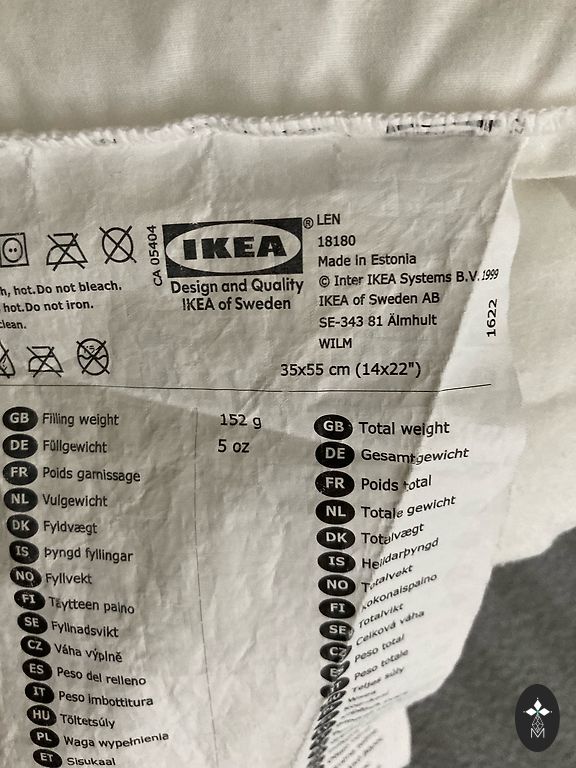 CA 05404
IKEA®
Design and Quality
IKEA of Sweden
LEN
18180
Made in Estonia
© Inter IKEA Systems B.V. 1999
IKEA of Sweden AB
SE-343 81 Älmhult
WILM
1622
35x55 cm (14x22")
h, hot.Do not bleach.
hot.Do not iron.
clean.
GB Filling weight 152 g
DE Füllgewicht 5 oz
FR Poids garnissage
NL Vulgewicht
DK Fyldvægt
IS Þyngd fyllingar
NO Fyllvekt
FI Täytteen paino
SE Fyllnadsvikt
CZ Váha výplně
ES Peso del relleno
IT Peso imbottitura
HU Töltetsúly
PL Waga wypełnienia
ET Sisukaal
GB Total weight
DE Gesamtgewicht
FR Poids total
NL Totale gewicht
DK Totalvægt
IS Heildarþyngd
NO Totalvekt
FI Kokonaispaino
SE Totalvikt
CZ Celková váha
Peso total
Peso totale
Teljes súly
M